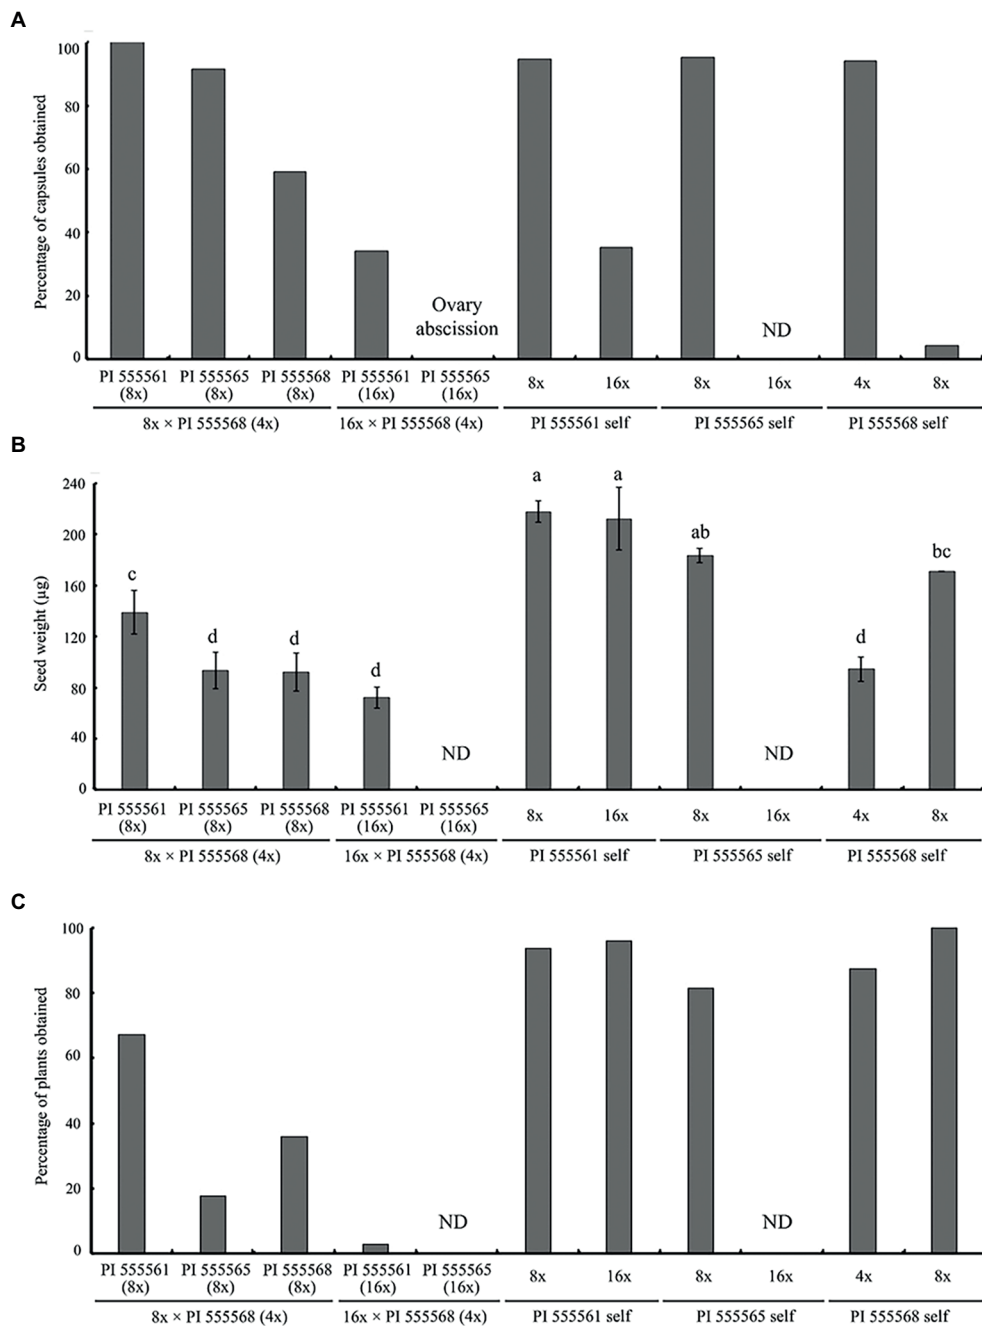 A
Percentage of capsules obtained
100
80
60
40
20
0
Ovary
abscission
ND
PI 555561 PI 555565 PI 555568 PI 555561 PI 555565 8x 16x 8x 16x 4x 8x
(8x) (8x) (8x) (16x) (16x)
8x × PI 555568 (4x) 16x × PI 555568 (4x) PI 555561 self PI 555565 self PI 555568 self
B
Seed weight (µg)
240
200
160
120
80
40
0
c d d d a a ab d bc
ND ND
PI 555561 PI 555565 PI 555568 PI 555561 PI 555565 8x 16x 8x 16x 4x 8x
(8x) (8x) (8x) (16x) (16x)
8x × PI 555568 (4x) 16x × PI 555568 (4x) PI 555561 self PI 555565 self PI 555568 self
C
Percentage of plants obtained
100
80
60
40
20
0
ND ND
PI 555561 PI 555565 PI 555568 PI 555561 PI 555565 8x 16x 8x 16x 4x 8x
(8x) (8x) (8x) (16x) (16x)
8x × PI 555568 (4x) 16x × PI 555568 (4x) PI 555561 self PI 555565 self PI 555568 self